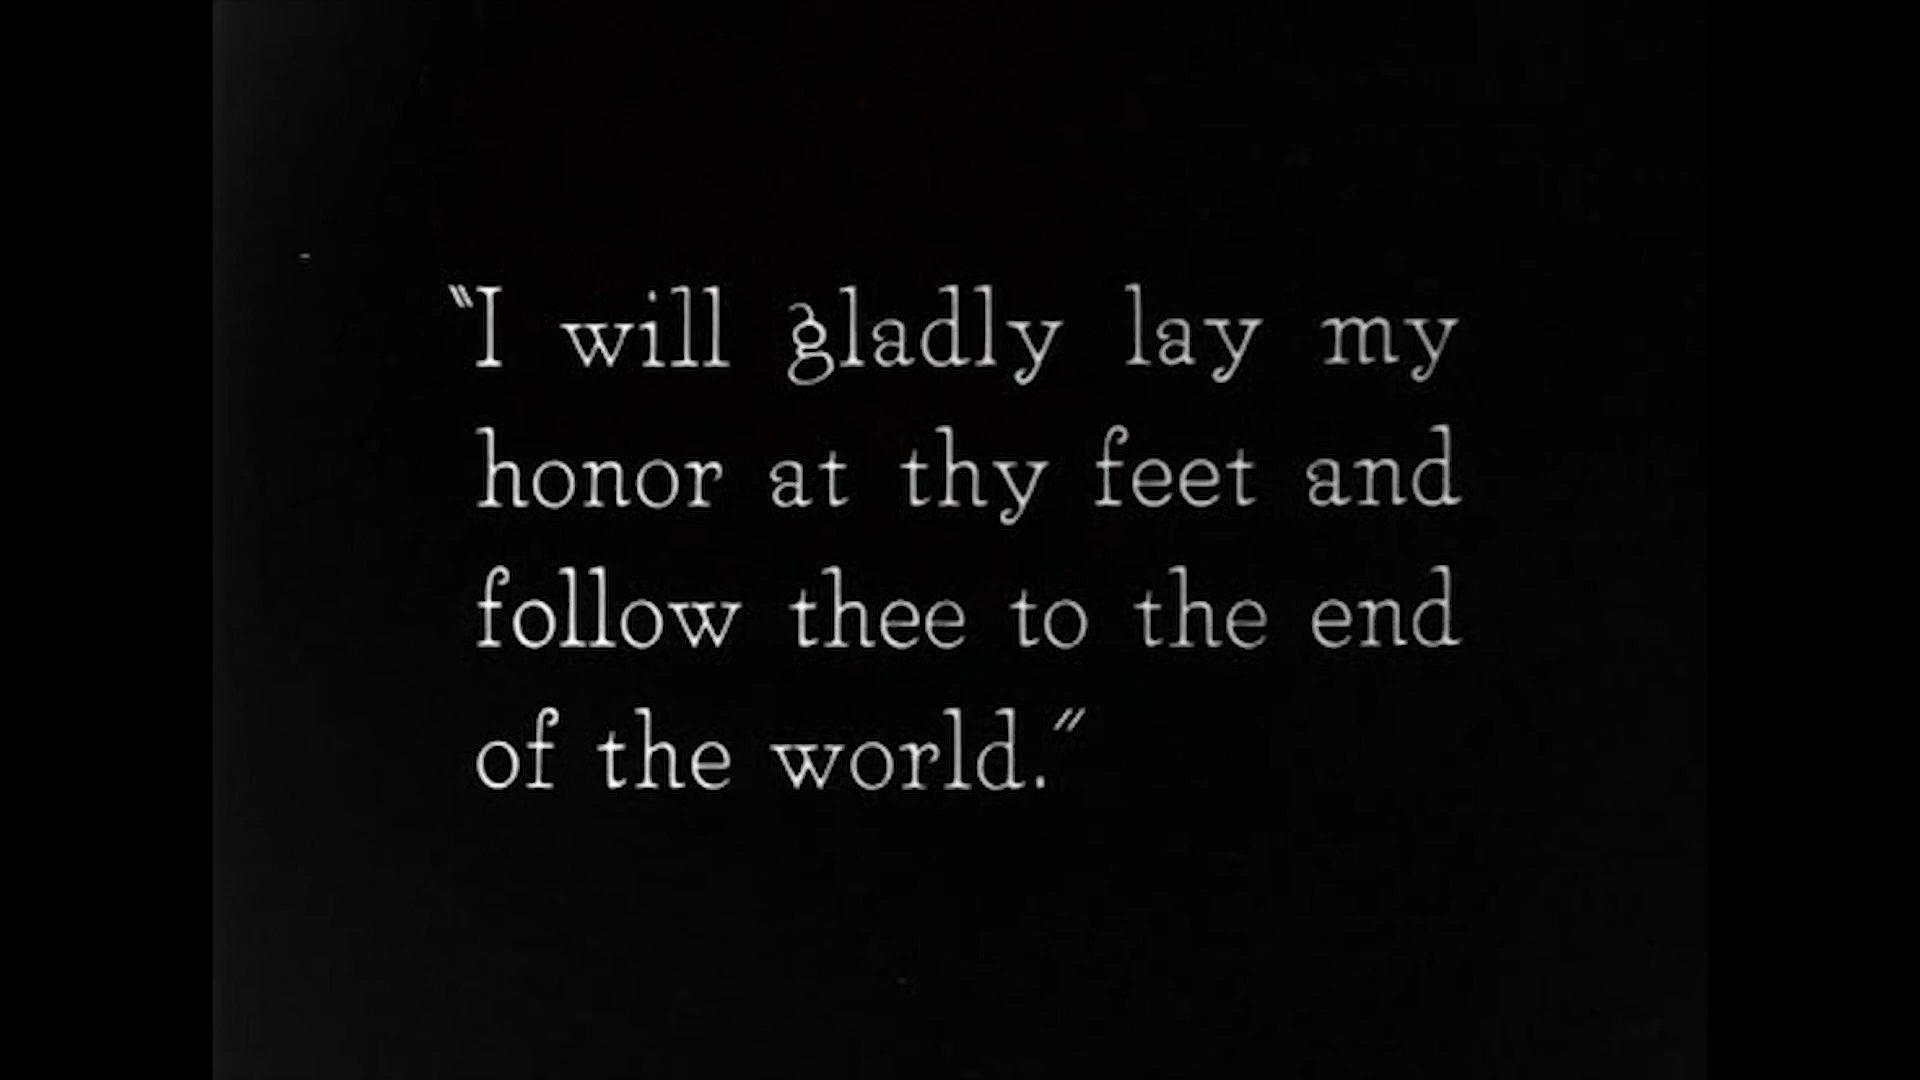 "I will gladly lay my
honor at thy feet and
follow thee to the end
of the world."